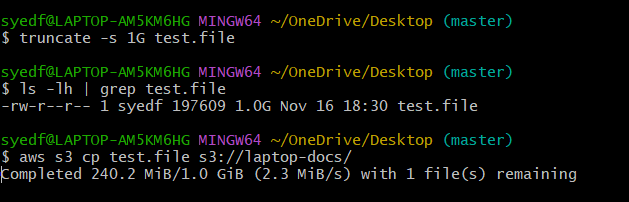 syedf@LAPTOP-AM5KM6HG MINGW64 ~/OneDrive/Desktop (master)
$ truncate -s 1G test.file
syedf@LAPTOP-AM5KM6HG MINGW64 ~/OneDrive/Desktop (master)
$ ls -lh | grep test.file
-rw-r--r-- 1 syedf 197609 1.0G Nov 16 18:30 test.file
syedf@LAPTOP-AM5KM6HG MINGW64 ~/OneDrive/Desktop (master)
$ aws s3 cp test.file s3://laptop-docs/
Completed 240.2 MiB/1.0 GiB (2.3 MiB/s) with 1 file(s) remaining